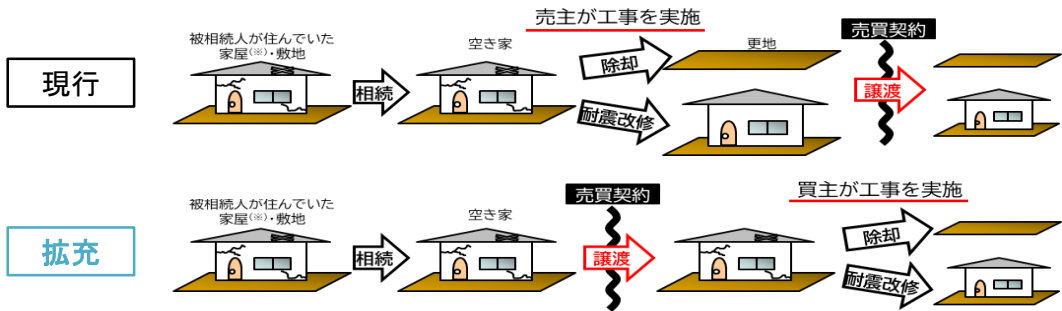 売主が工事を実施
現行
被相続人が住んでいた
家屋(※)・敷地
相続
空き家
除却
耐震改修
更地
売買契約
譲渡
拡充
被相続人が住んでいた
家屋(※)・敷地
相続
空き家
売買契約
譲渡
買主が工事を実施
除却
耐震改修